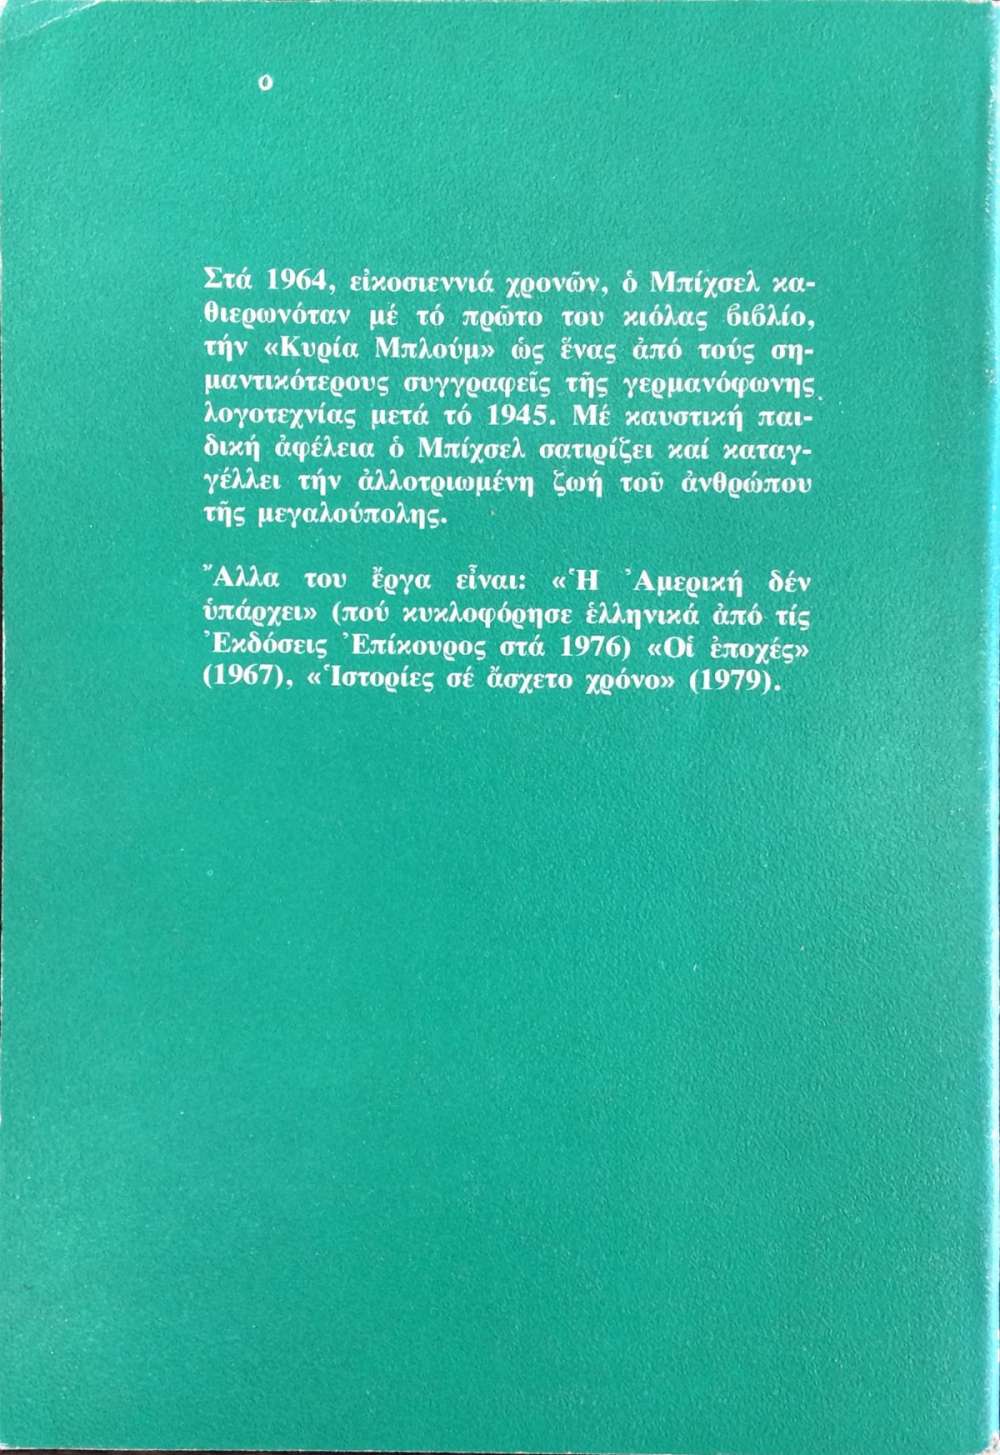 Στά 1964, εἰκοσιεννιά χρονῶν, ὁ Μπίχσελ κα-
θιερωνόταν μέ τό πρῶτο του κιόλας βιβλίο,
τήν «Κυρία Μπλούμ» ὡς ἕνας ἀπό τούς ση-
μαντικότερους συγγραφεῖς τῆς γερμανόφωνης
λογοτεχνίας μετά τό 1945. Μέ καυστική παι-
δική ἀφέλεια ὁ Μπίχσελ σατιρίζει καί καταγ-
γέλλει τήν ἀλλοτριωμένη ζωή τοῦ ἀνθρώπου
τῆς μεγαλούπολης.
Ἄλλα του ἔργα εἶναι: «Ἡ Ἀμερική δέν
ὑπάρχει» (πού κυκλοφόρησε ἑλληνικά ἀπό τίς
Ἐκδόσεις Ἐπίκουρος στά 1976) «Οἱ ἐποχές»
(1967), «Ἱστορίες σέ ἄσχετο χρόνο» (1979).